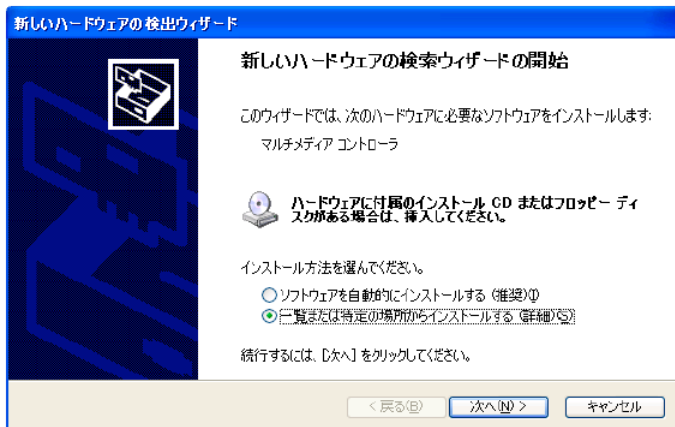 新しいハードウェアの検出ウィザード
新しいハードウェアの検索ウィザードの開始
このウィザードでは、次のハードウェアに必要なソフトウェアをインストールします:
マルチメディア コントローラ
ハードウェアに付属のインストール CD またはフロッピー ディ
スクがある場合は、挿入してください。
インストール方法を選んでください。
ソフトウェアを自動的にインストールする (推奨)(I)
一覧または特定の場所からインストールする (詳細)(S)
続行するには、[次へ] をクリックしてください。
< 戻る(B) 次へ(N) > キャンセル